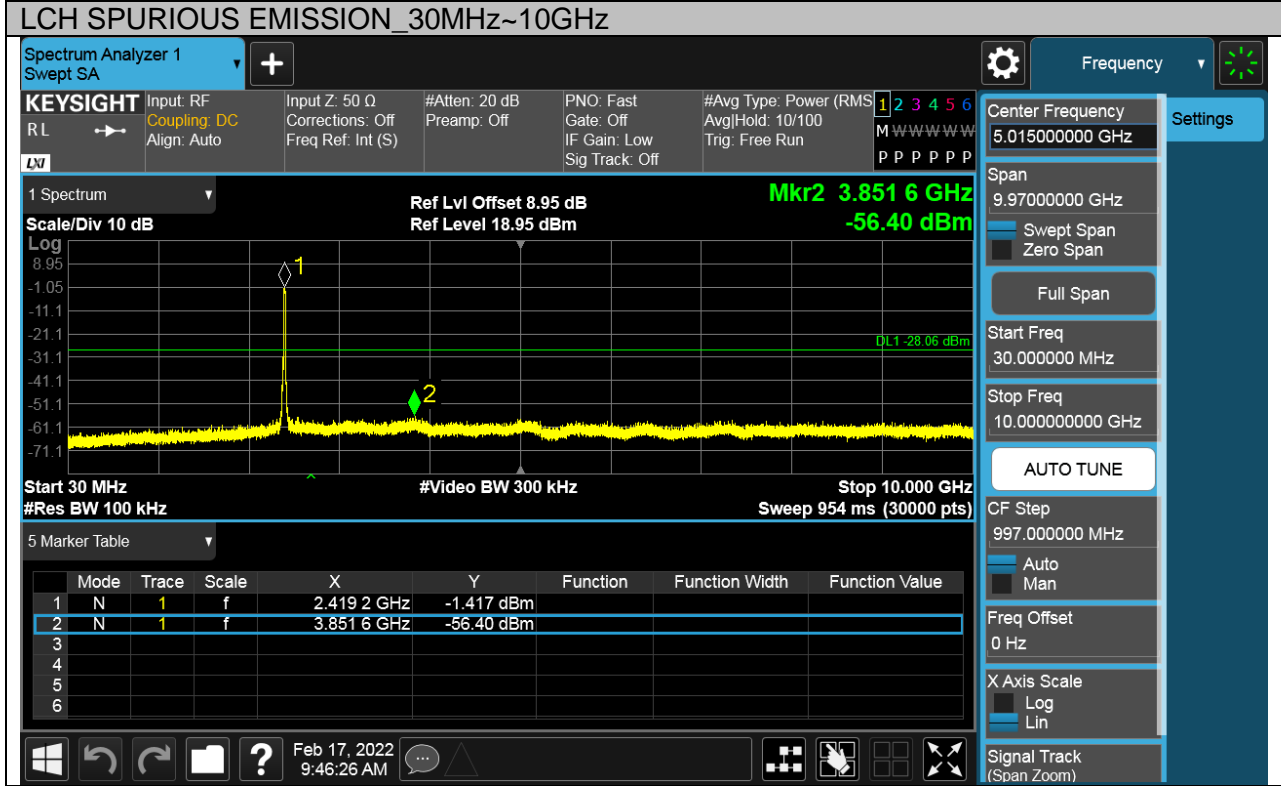 LCH SPURIOUS EMISSION_30MHz~10GHz
Spectrum Analyzer 1
Swept SA
+
Frequency
KEYSIGHT
RL
LXI
Input: RF
Coupling: DC
Align: Auto
Input Z: 50 Ω
Corrections: Off
Freq Ref: Int (S)
#Atten: 20 dB
Preamp: Off
PNO: Fast
Gate: Off
IF Gain: Low
Sig Track: Off
#Avg Type: Power (RMS
Avg|Hold: 10/100
Trig: Free Run
1 2 3 4 5 6
M W W W W W
P P P P P P
1 Spectrum
Scale/Div 10 dB
Ref Lvl Offset 8.95 dB
Ref Level 18.95 dBm
Mkr2 3.851 6 GHz
-56.40 dBm
Log
8.95
-1.05
-11.1
-21.1
-31.1
-41.1
-51.1
-61.1
-71.1
1
2
DL1 -28.06 dBm
Start 30 MHz
#Video BW 300 kHz
Stop 10.000 GHz
#Res BW 100 kHz
Sweep 954 ms (30000 pts)
5 Marker Table
Mode Trace Scale X Y Function Function Width Function Value
1 N 1 f 2.419 2 GHz -1.417 dBm
2 N 1 f 3.851 6 GHz -56.40 dBm
3
4
5
6
?
Feb 17, 2022
9:46:26 AM
Center Frequency
5.015000000 GHz
Settings
Span
9.97000000 GHz
Swept Span
Zero Span
Full Span
Start Freq
30.000000 MHz
Stop Freq
10.000000000 GHz
AUTO TUNE
CF Step
997.000000 MHz
Auto
Man
Freq Offset
0 Hz
X Axis Scale
Log
Lin
Signal Track
(Span Zoom)